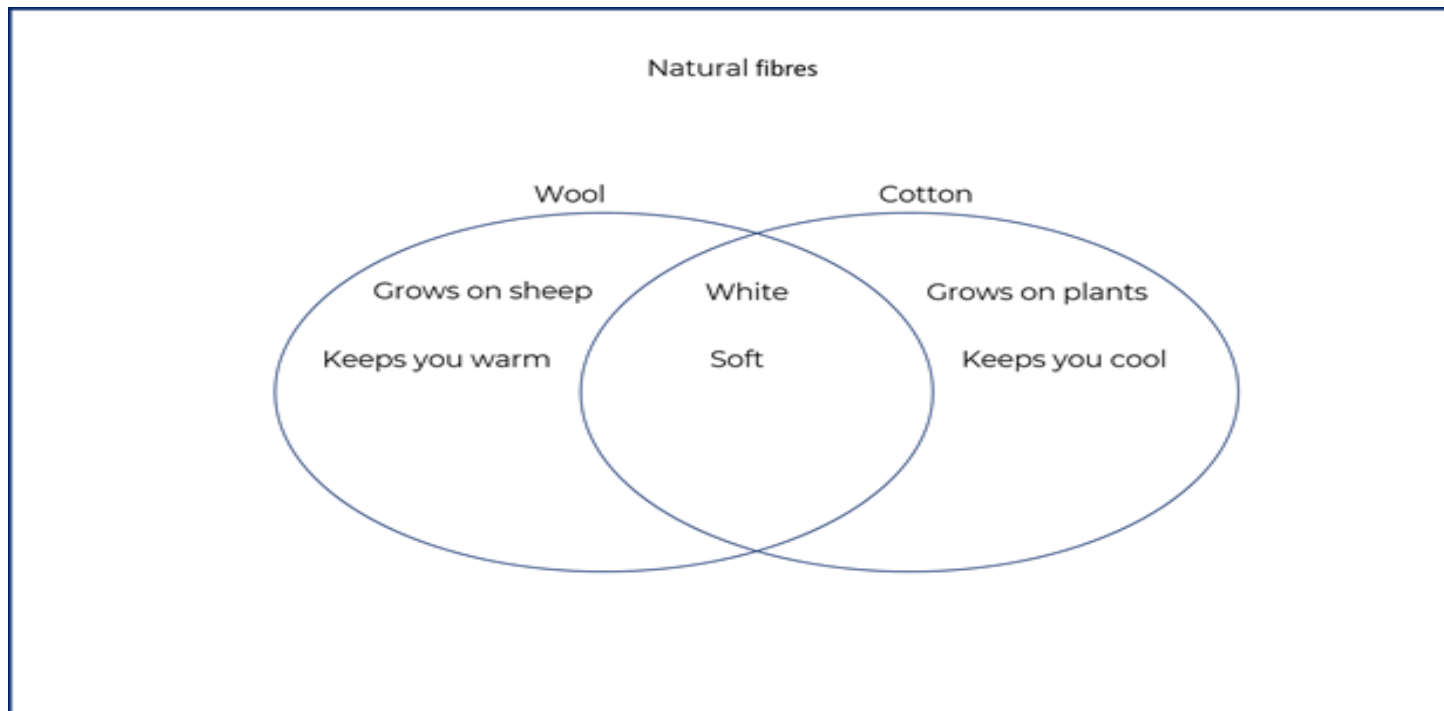 Natural fibres
Wool Cotton
Grows on sheep White Grows on plants
Keeps you warm Soft Keeps you cool